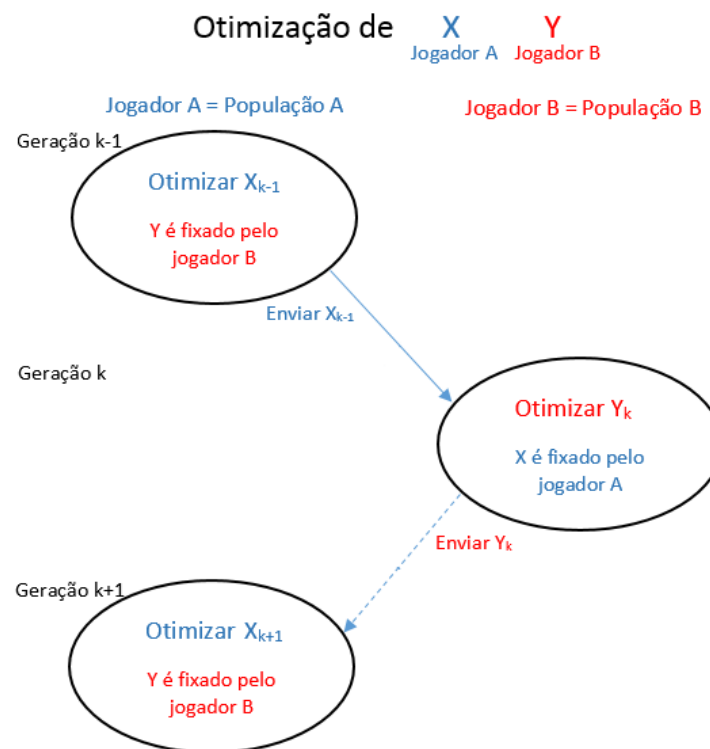 Otimização de X Y
Jogador A Jogador B
Jogador A = População A
Jogador B = População B
Geração k-1
Otimizar Xk-1
Y é fixado pelo
jogador B
Enviar Xk-1
Geração k
Otimizar Yk
X é fixado pelo
jogador A
Enviar Yk
Geração k+1
Otimizar Xk+1
Y é fixado pelo
jogador B